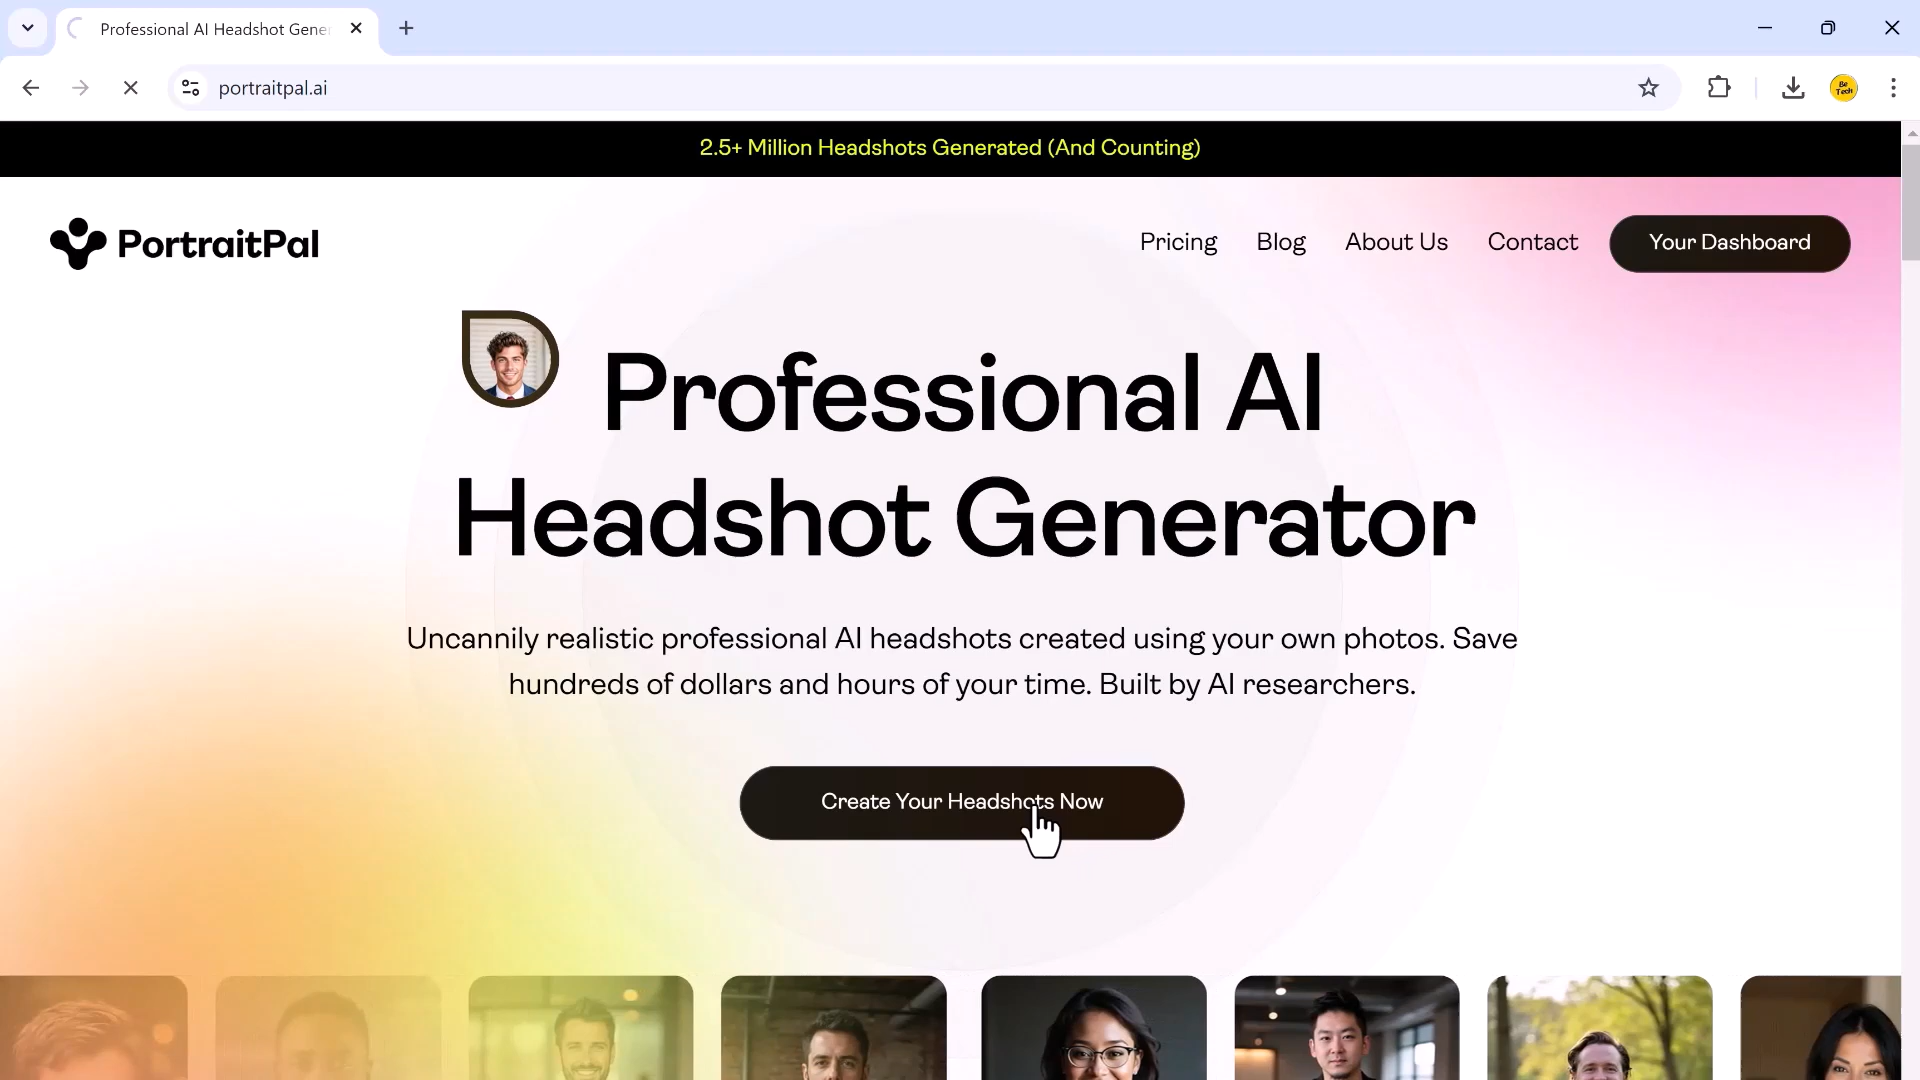 Professional AI Headshot Gene
portraitpal.ai
Be
Tech
2.5+ Million Headshots Generated (And Counting)
PortraitPal
Pricing
Blog
About Us
Contact
Your Dashboard
Professional AI
Headshot Generator
Uncannily realistic professional AI headshots created using your own photos. Save
hundreds of dollars and hours of your time. Built by AI researchers.
Create Your Headshots Now